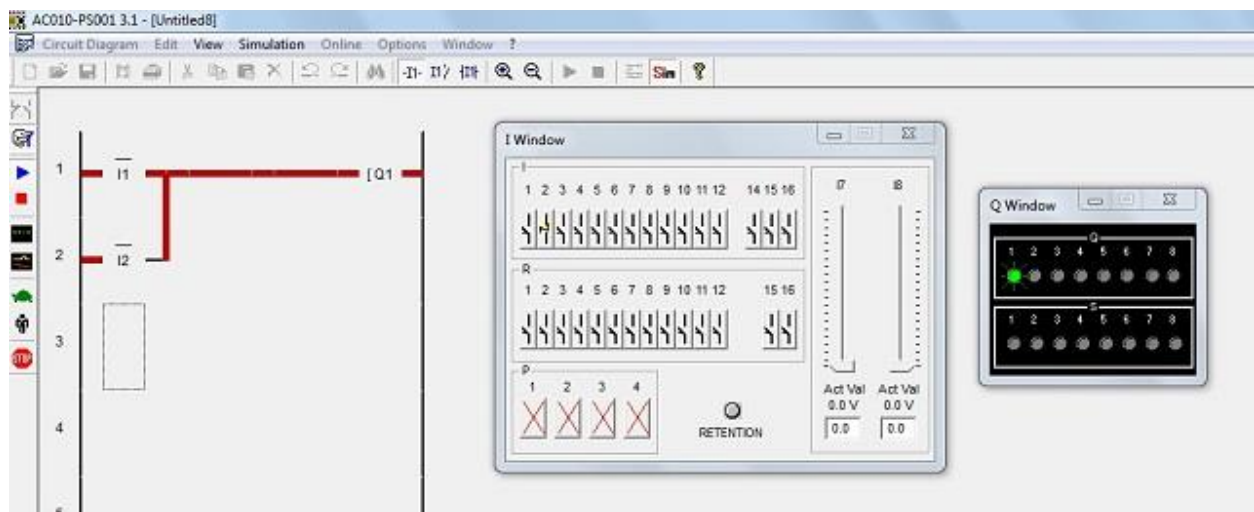 AC010-PS001 3.1 - [Untitled8]
Circuit Diagram Edit View Simulation Online Options Window ?
-I1- I1 Sim ?
STOP
1 I1 [ Q1
2 I2
3
4
I Window
I
1 2 3 4 5 6 7 8 9 10 11 12 14 15 16
R
1 2 3 4 5 6 7 8 9 10 11 12 15 16
P
1 2 3 4
RETENTION
I7 I8
Act Val Act Val
0.0 V 0.0 V
0.0 0.0
Q Window
Q
1 2 3 4 5 6 7 8
S
1 2 3 4 5 6 7 8